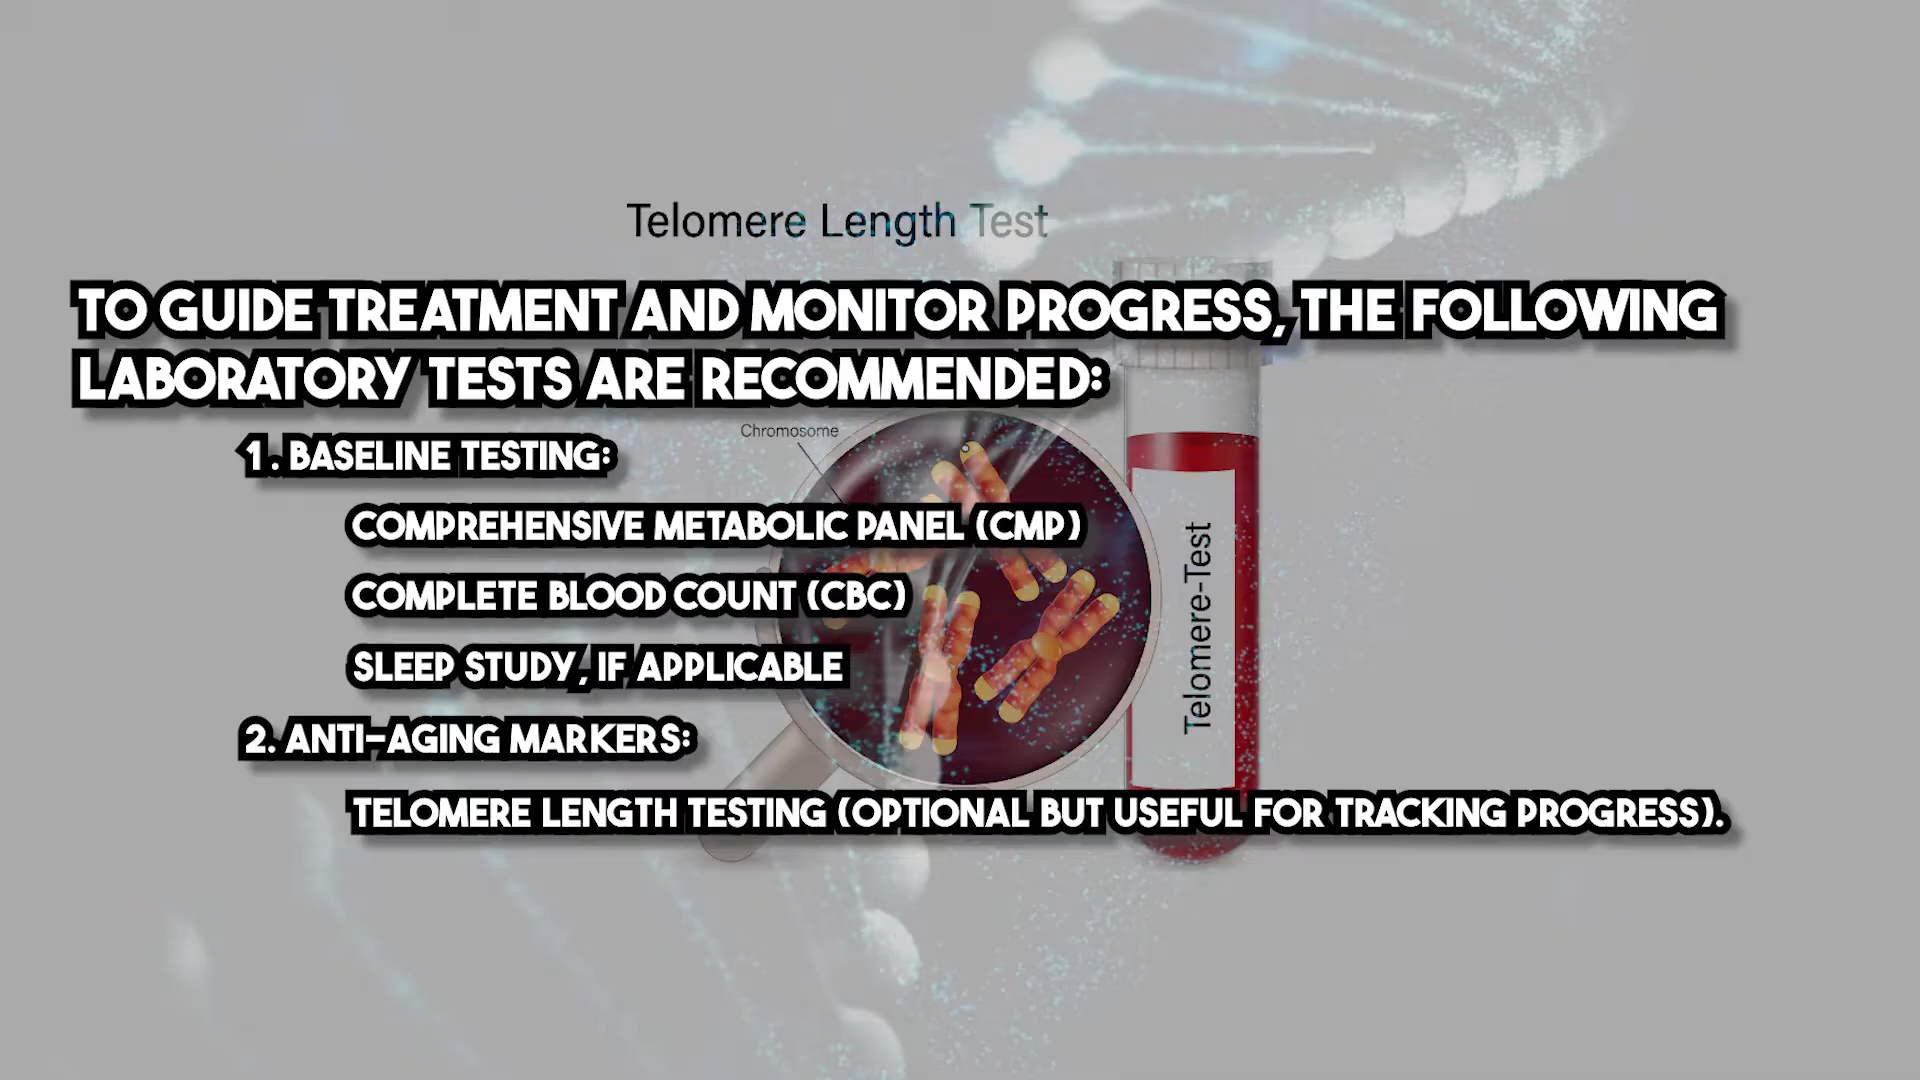 Telomere Length Test
TO GUIDE TREATMENT AND MONITOR PROGRESS, THE FOLLOWING
LABORATORY TESTS ARE RECOMMENDED:
Chromosome
1. BASELINE TESTING:
COMPREHENSIVE METABOLIC PANEL (CMP)
COMPLETE BLOOD COUNT (CBC)
SLEEP STUDY, IF APPLICABLE
2. ANTI-AGING MARKERS:
TELOMERE LENGTH TESTING (OPTIONAL BUT USEFUL FOR TRACKING PROGRESS).
Telomere-Test